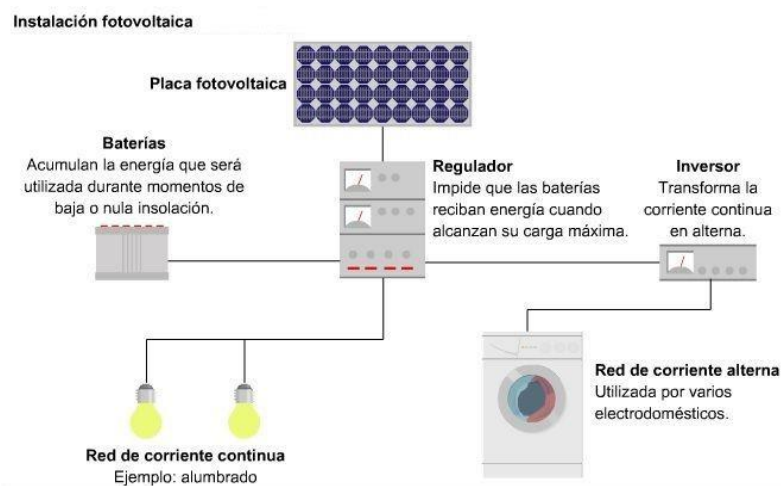 Instalación fotovoltaica
Placa fotovoltaica
Baterías
Acumulan la energía que será
utilizada durante momentos de
baja o nula insolación.
Regulador
Impide que las baterías
reciban energía cuando
alcanzan su carga máxima.
Inversor
Transforma la
corriente continua
en alterna.
Red de corriente alterna
Utilizada por varios
electrodomésticos.
Red de corriente continua
Ejemplo: alumbrado